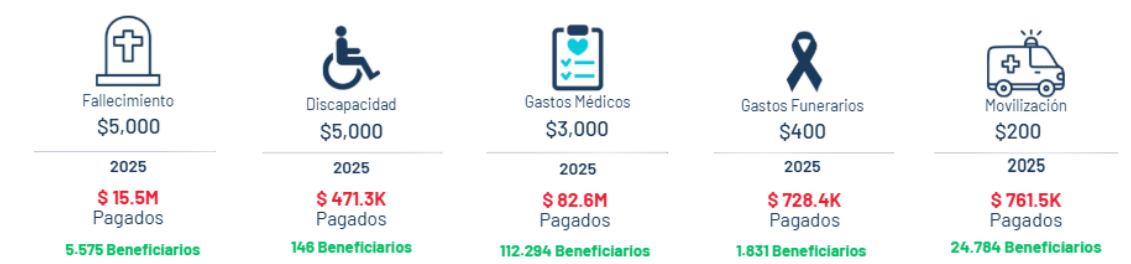 Fallecimiento
$5,000
2025
$ 15.5M
Pagados
5.575 Beneficiarios
Discapacidad
$5,000
2025
$ 471.3K
Pagados
146 Beneficiarios
Gastos Médicos
$3,000
2025
$ 82.6M
Pagados
112.294 Beneficiarios
Gastos Funerarios
$400
2025
$ 728.4K
Pagados
1.831 Beneficiarios
Movilización
$200
2025
$ 761.5K
Pagados
24.784 Beneficiarios